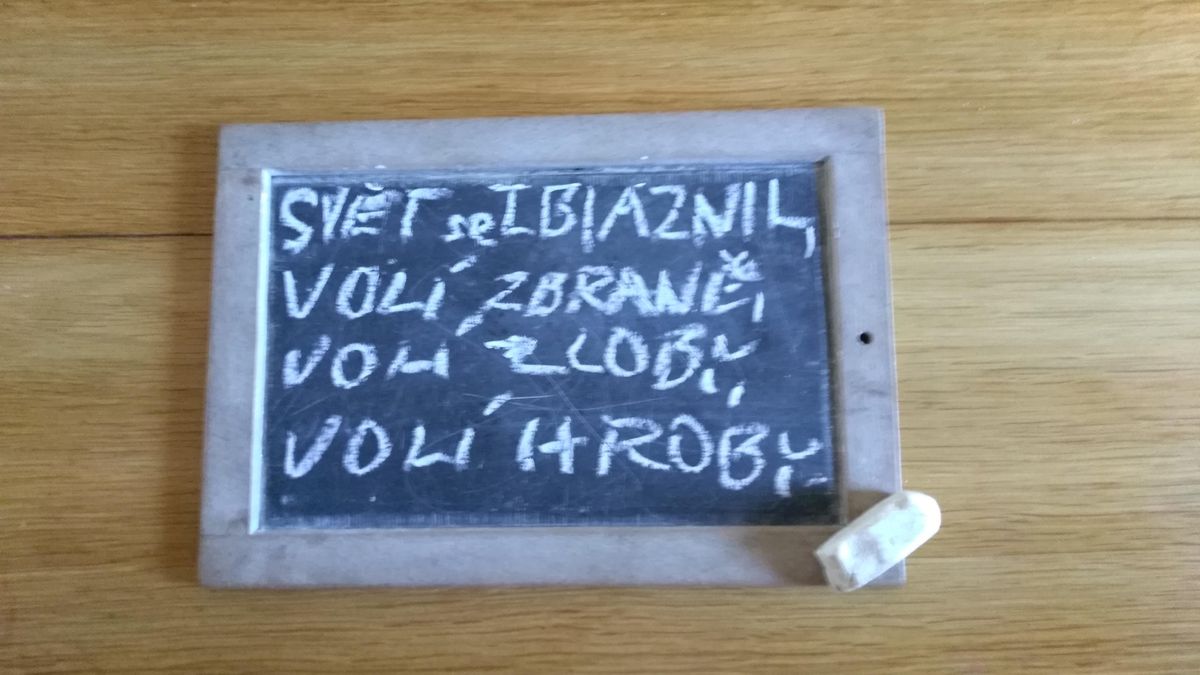 SVĚT se ZBLÁZNIL,
VOLÍ ZBRANĚ,
VOLÍ ZLOBY,
VOLÍ HROBY.